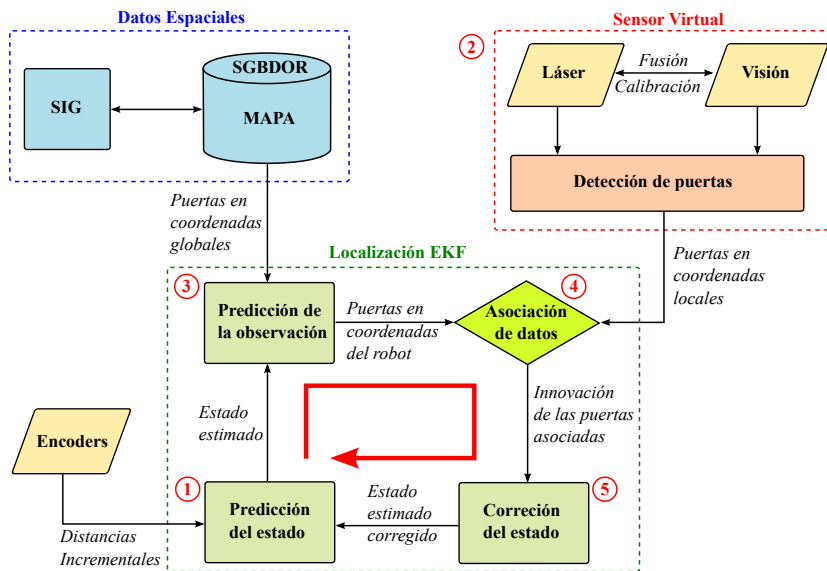 Datos Espaciales
Sensor Virtual
2
SGBDOR
SIG
MAPA
Láser
Fusión
Calibración
Visión
Detección de puertas
Puertas en
coordenadas
globales
Puertas en
coordenadas
locales
Localización EKF
3
Predicción de
la observación
Puertas en
coordenadas
del robot
4
Asociación
de datos
Estado
estimado
Innovación
de las puertas
asociadas
Encoders
Distancias
Incrementales
1
Predicción
del estado
Estado
estimado
corregido
5
Correción
del estado